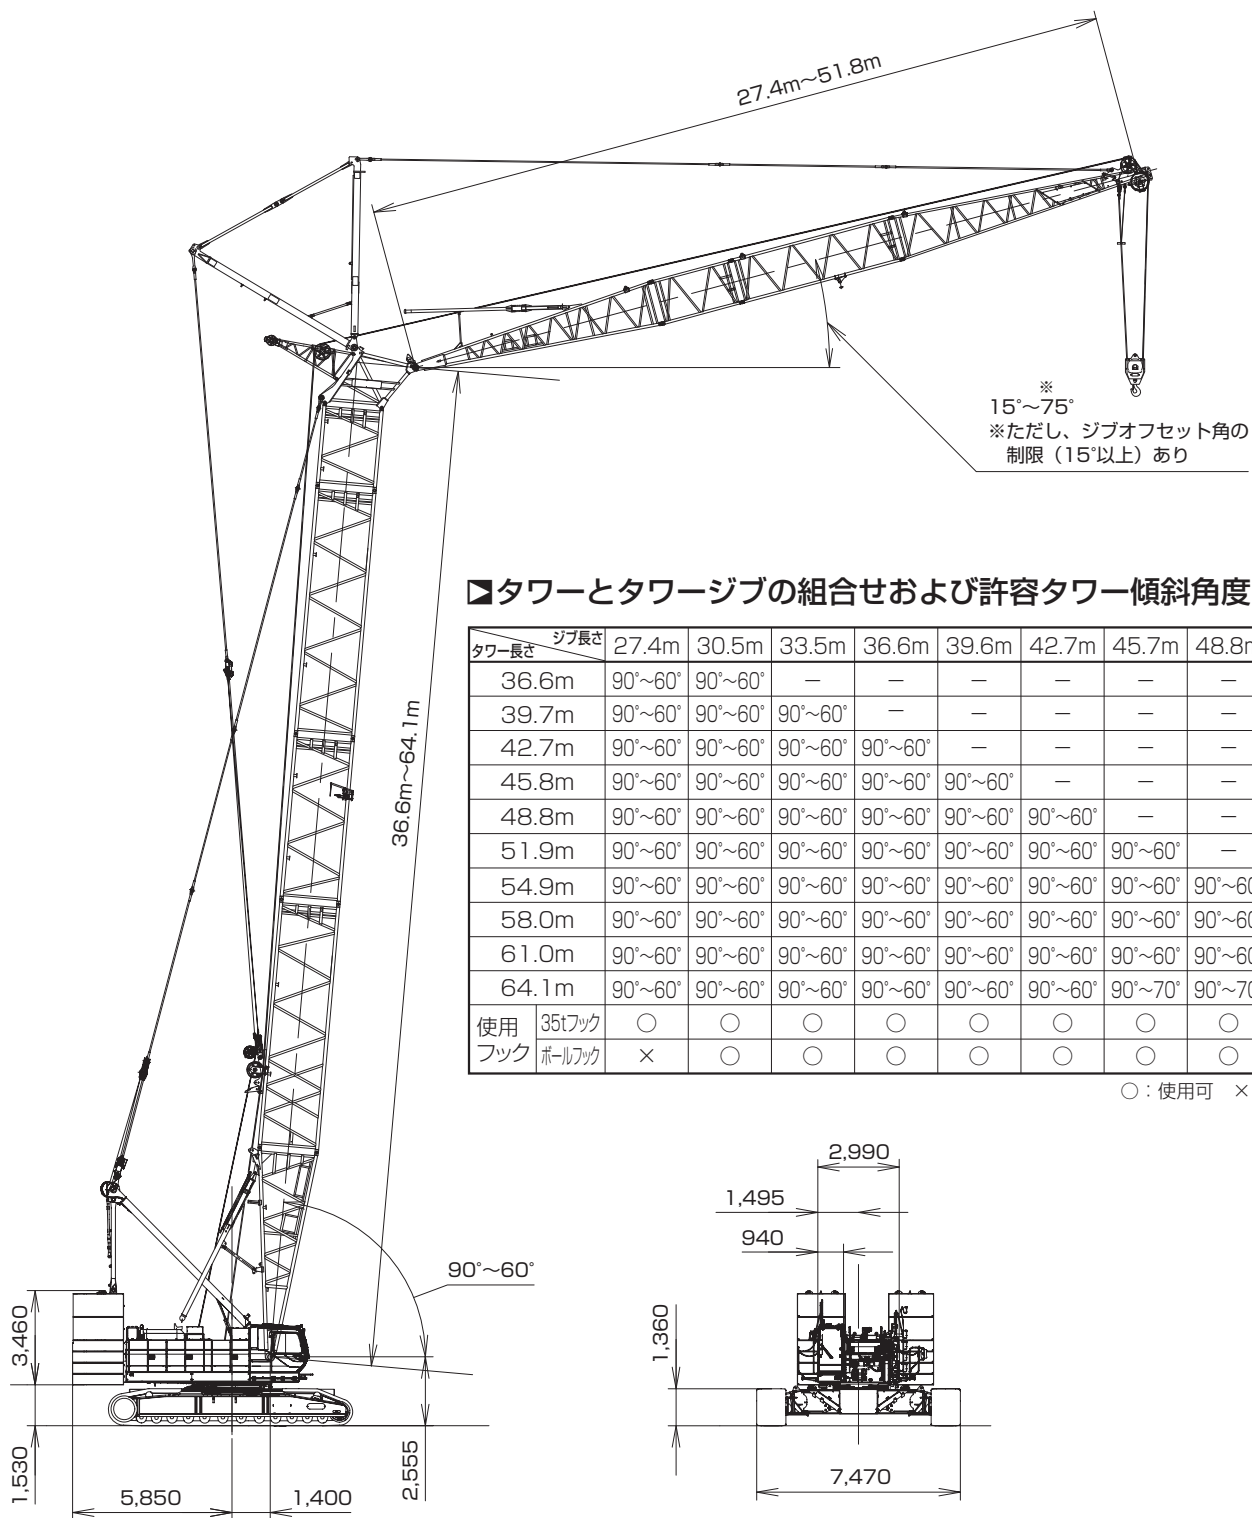 27.4m～51.8m
※
15°～75°
※ただし、ジブオフセット角の
制限（15°以上）あり
36.6m～64.1m
タワーとタワージブの組合せおよび許容タワー傾斜角度
ジブ長さ
タワー長さ 27.4m 30.5m 33.5m 36.6m 39.6m 42.7m 45.7m 48.8m
36.6m 90°～60° 90°～60° － － － － － －
39.7m 90°～60° 90°～60° 90°～60° － － － － －
42.7m 90°～60° 90°～60° 90°～60° 90°～60° － － － －
45.8m 90°～60° 90°～60° 90°～60° 90°～60° 90°～60° － － －
48.8m 90°～60° 90°～60° 90°～60° 90°～60° 90°～60° 90°～60° － －
51.9m 90°～60° 90°～60° 90°～60° 90°～60° 90°～60° 90°～60° 90°～60° －
54.9m 90°～60° 90°～60° 90°～60° 90°～60° 90°～60° 90°～60° 90°～60° 90°～60
58.0m 90°～60° 90°～60° 90°～60° 90°～60° 90°～60° 90°～60° 90°～60° 90°～60
61.0m 90°～60° 90°～60° 90°～60° 90°～60° 90°～60° 90°～60° 90°～60° 90°～60
64.1m 90°～60° 90°～60° 90°～60° 90°～60° 90°～60° 90°～60° 90°～70° 90°～70
使用フック 35tフック ○ ○ ○ ○ ○ ○ ○ ○
ボールフック × ○ ○ ○ ○ ○ ○ ○
○：使用可 ×
90°～60°
3,460
1,530
5,850
1,400
2,555
2,990
1,495
940
1,360
7,470